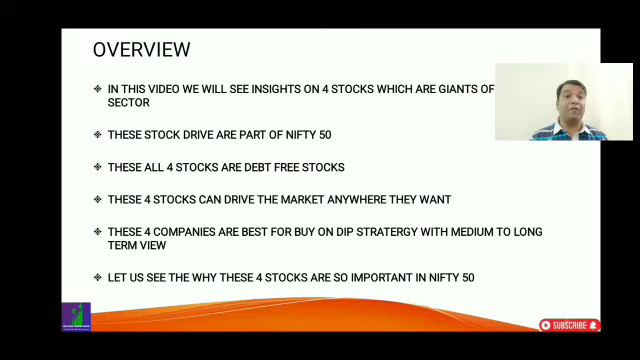 OVERVIEW
IN THIS VIDEO WE WILL SEE INSIGHTS ON 4 STOCKS WHICH ARE GIANTS OF
SECTOR
THESE STOCK DRIVE ARE PART OF NIFTY 50
THESE ALL 4 STOCKS ARE DEBT FREE STOCKS
THESE 4 STOCKS CAN DRIVE THE MARKET ANYWHERE THEY WANT
THESE 4 COMPANIES ARE BEST FOR BUY ON DIP STRATERGY WITH MEDIUM TO LONG
TERM VIEW
LET US SEE THE WHY THESE 4 STOCKS ARE SO IMPORTANT IN NIFTY 50
SUBSCRIBE